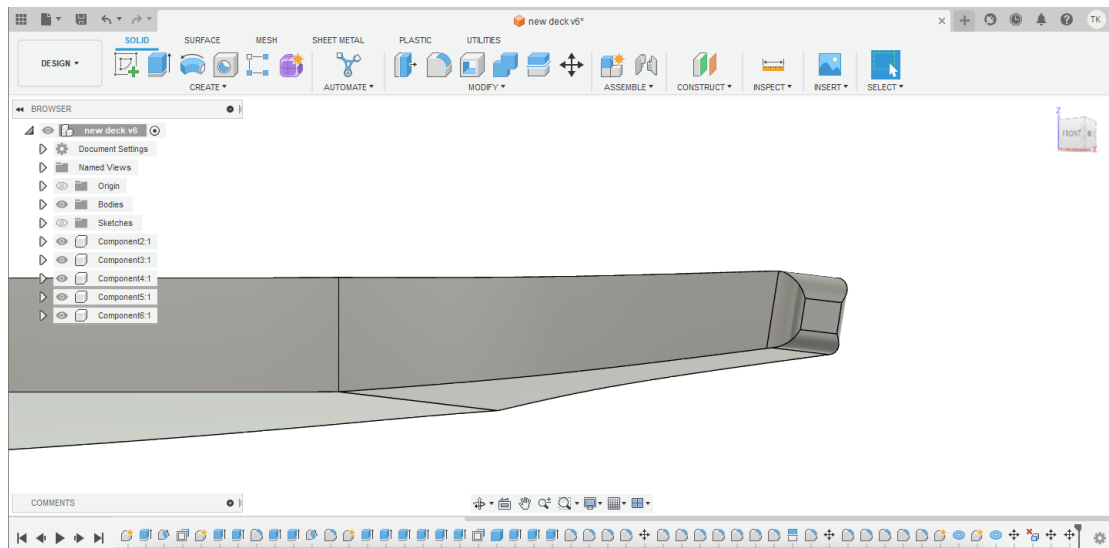 new deck v6*
TK
SOLID SURFACE MESH SHEET METAL PLASTIC UTILITIES
DESIGN
CREATE AUTOMATE MODIFY ASSEMBLE CONSTRUCT INSPECT INSERT SELECT
BROWSER
new deck v6
Document Settings
Named Views
Origin
Bodies
Sketches
Component2:1
Component3:1
Component4:1
Component5:1
Component6:1
Z
FRONT
X
COMMENTS